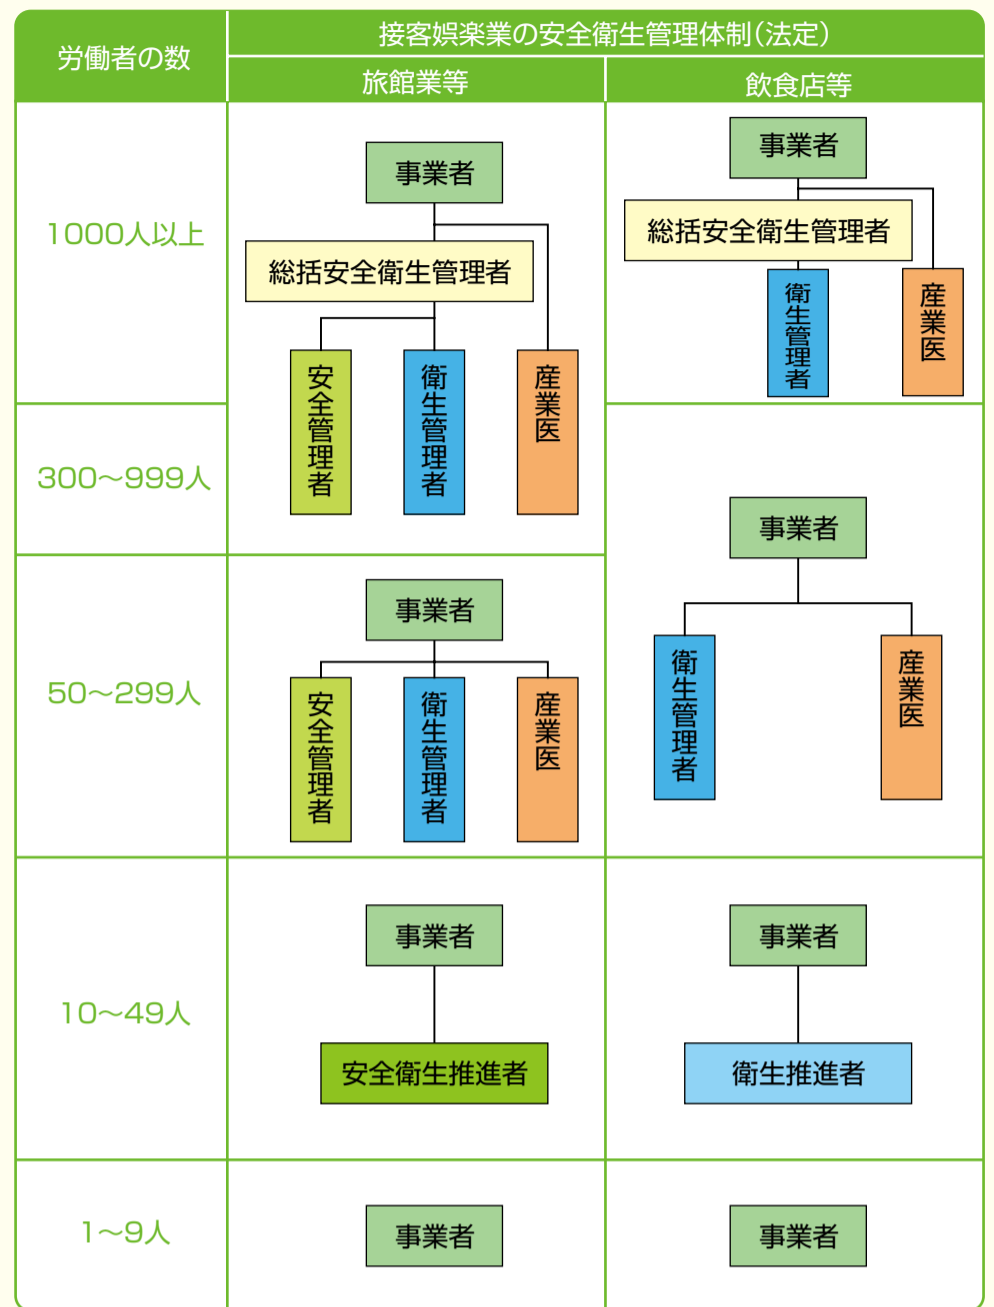 労働者の数
接客娯楽業の安全衛生管理体制(法定)
旅館業等
飲食店等
1000人以上
事業者
総括安全衛生管理者
安全管理者
衛生管理者
産業医
事業者
総括安全衛生管理者
衛生管理者
産業医
300～999人
事業者
衛生管理者
産業医
50～299人
事業者
安全管理者
衛生管理者
産業医
10～49人
事業者
安全衛生推進者
事業者
衛生推進者
1～9人
事業者
事業者